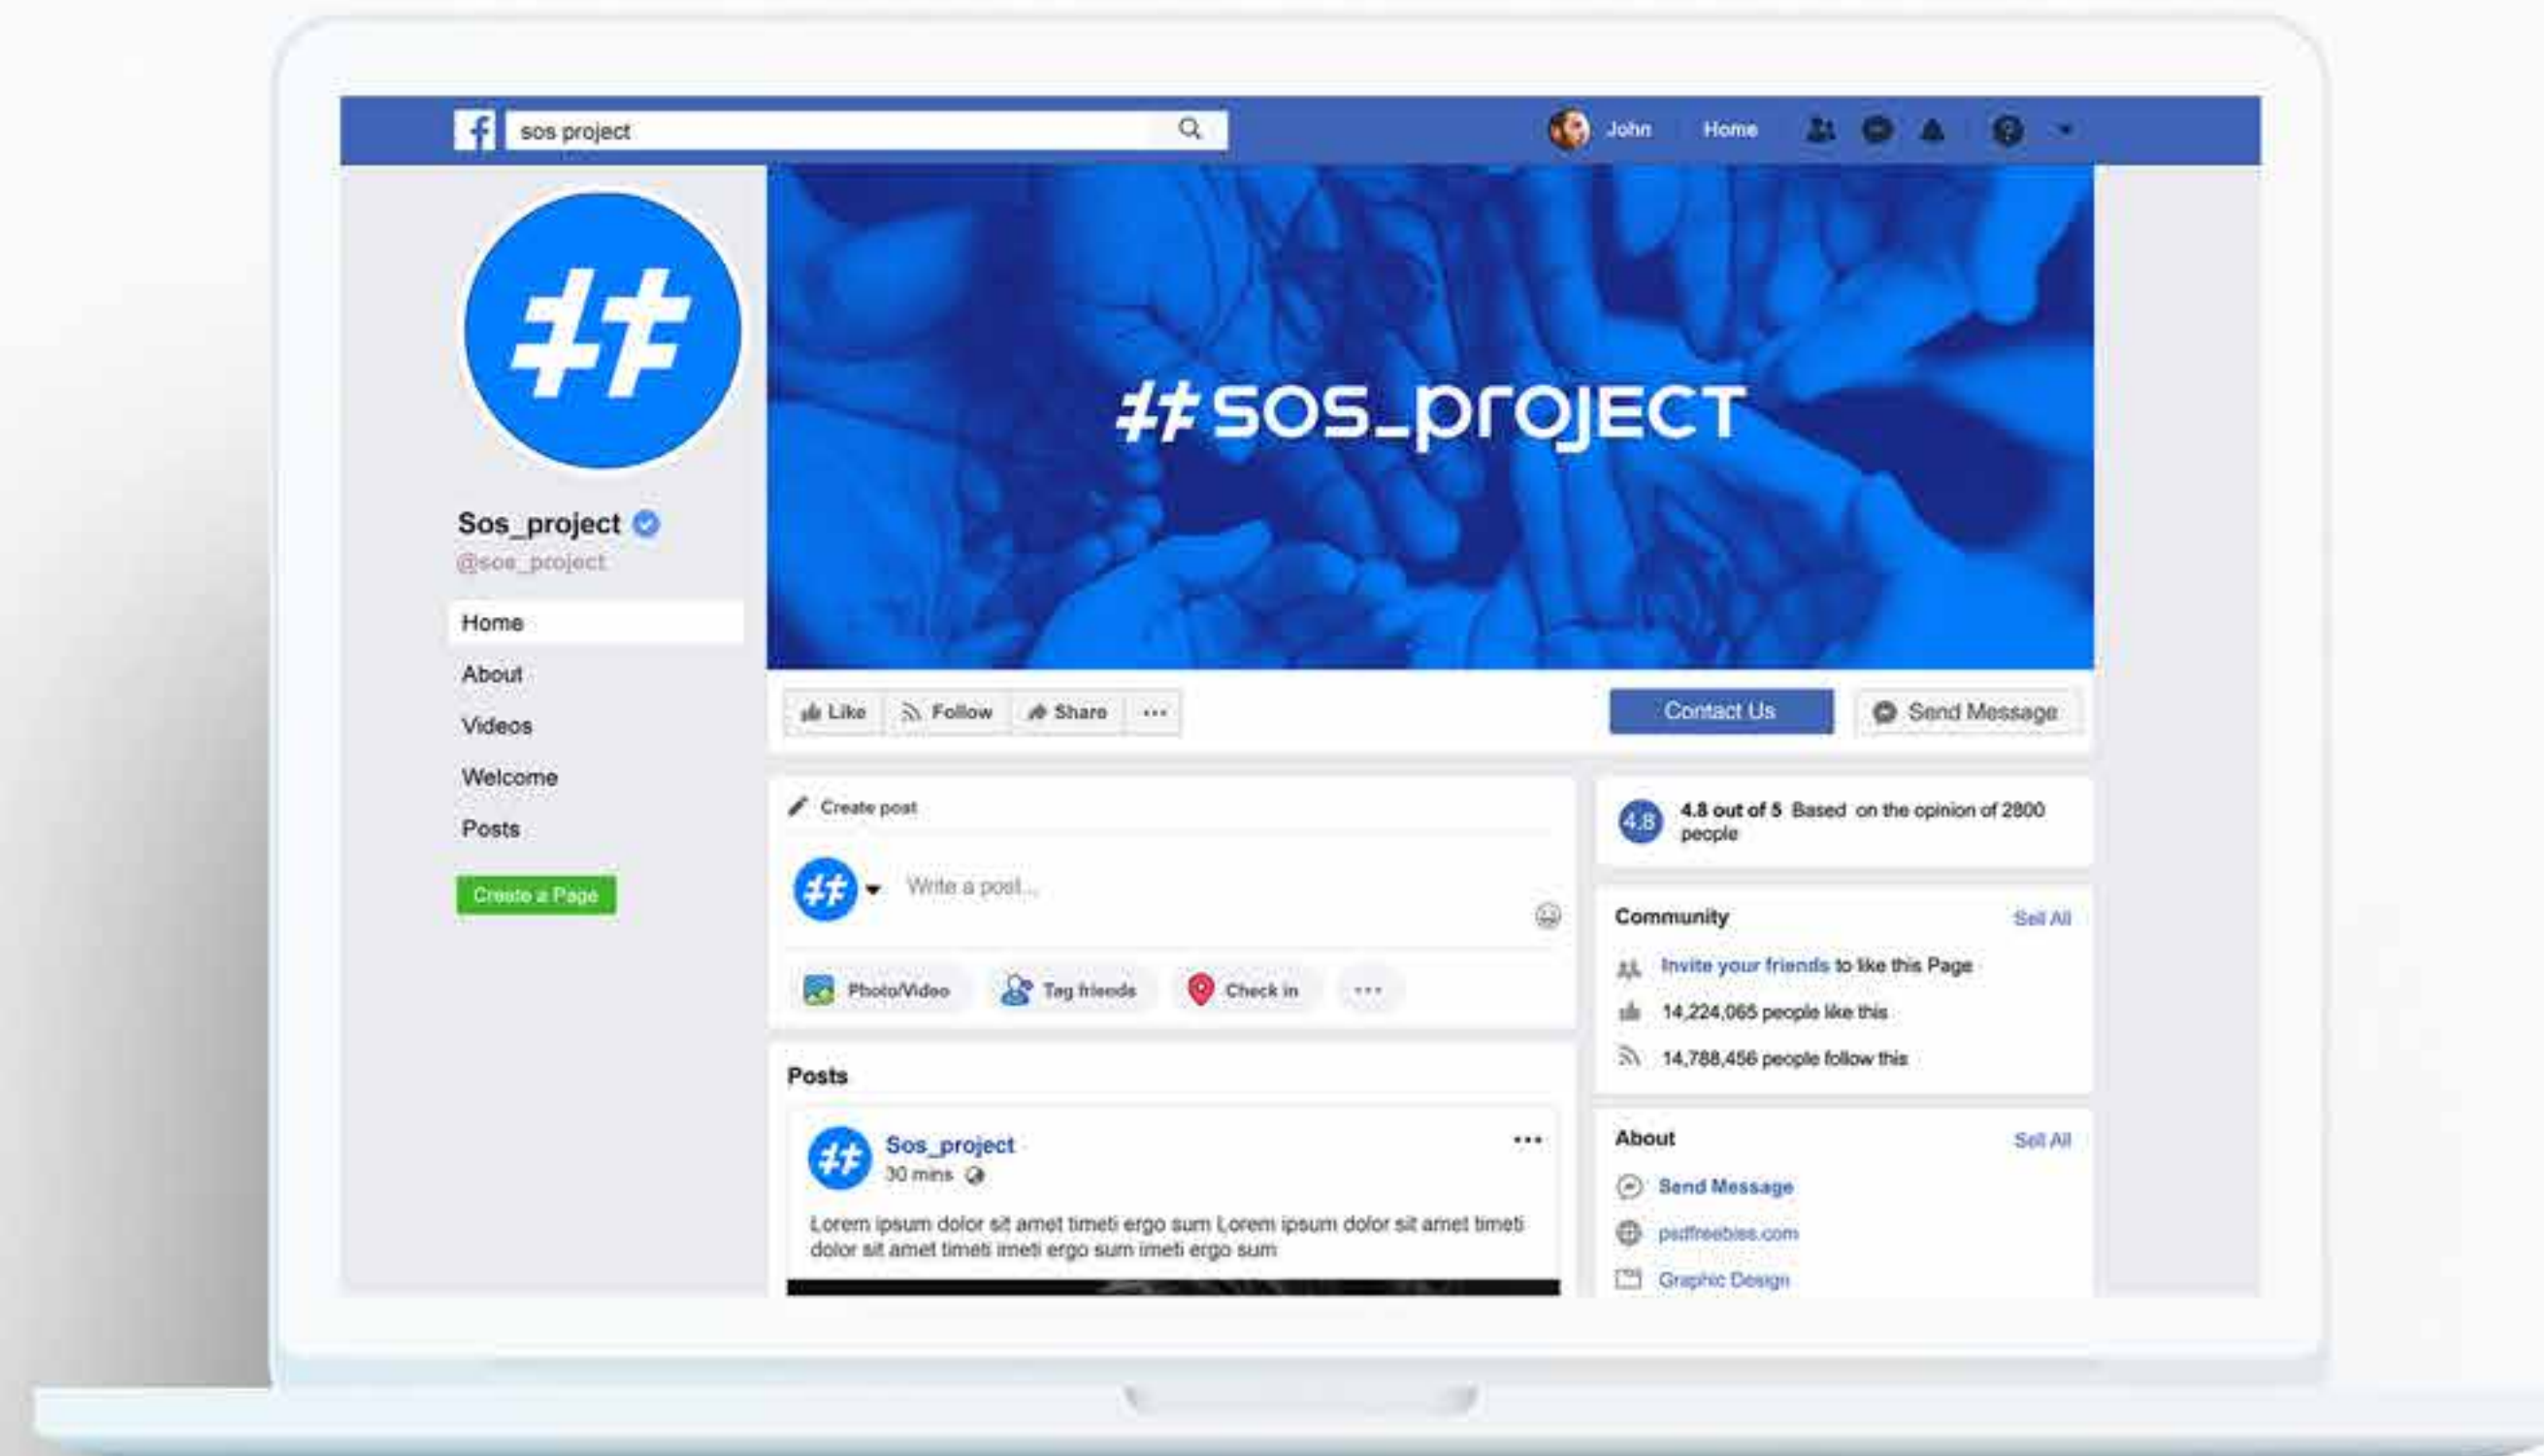 sos project
John Home
Sos_project
@sos_project
Home
About
Videos
Welcome
Posts
Create a Page
#SOS_PROJECT
Like Follow Share ...
Contact Us Send Message
Create post
Write a post...
Photo/Video Tag friends Check in ...
Posts
Sos_project
30 mins
Lorem ipsum dolor sit amet timeti ergo sum Lorem ipsum dolor sit amet timeti
dolor sit amet timeti imeti ergo sum imeti ergo sum
4.8
4.8 out of 5 Based on the opinion of 2800
people
Community Sell All
Invite your friends to like this Page
14,224,065 people like this
14,788,456 people follow this
About Sell All
Send Message
psdfreebies.com
Graphic Design